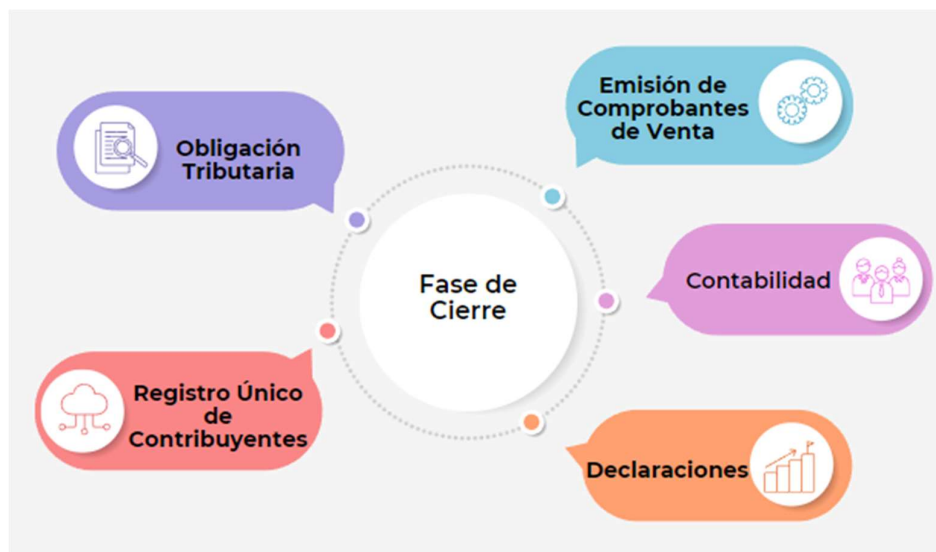 Emisión de
Comprobantes
de Venta
Obligación
Tributaria
Contabilidad
Fase de
Cierre
Registro Único
de
Contribuyentes
Declaraciones